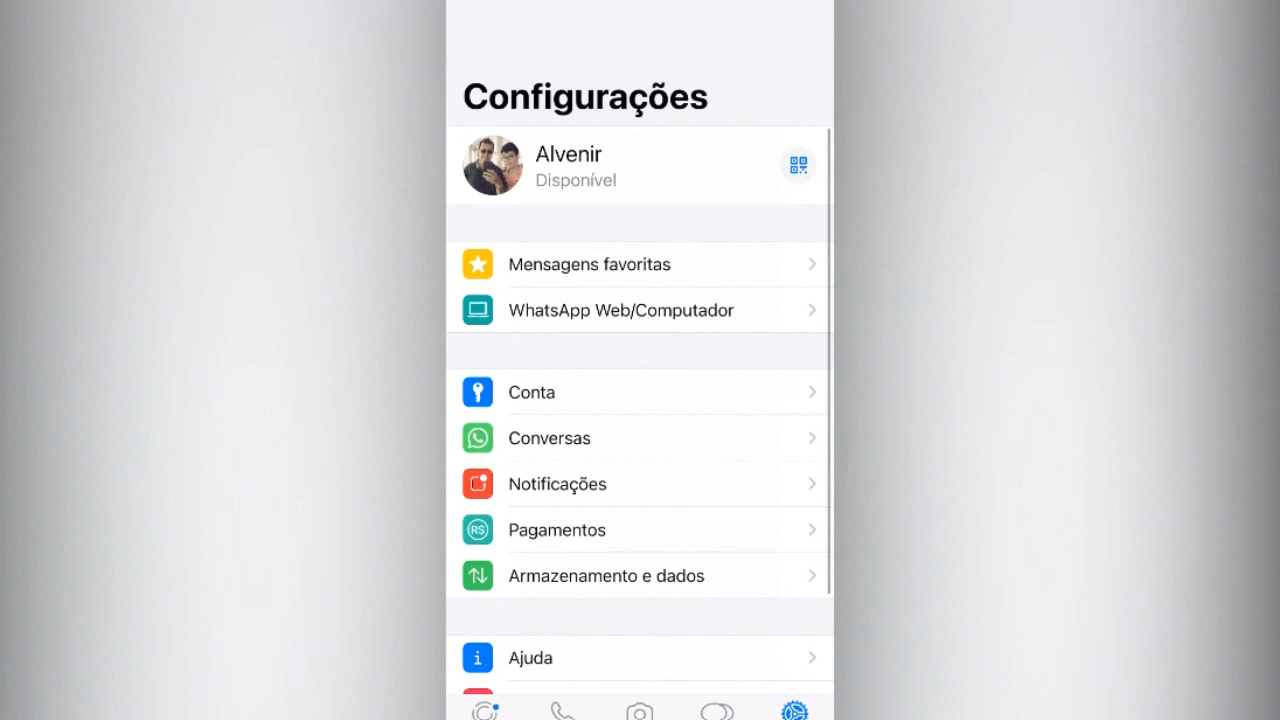 Configurações
Alvenir
Disponível
Mensagens favoritas
WhatsApp Web/Computador
Conta
Conversas
Notificações
R$
Pagamentos
Armazenamento e dados
i
Ajuda